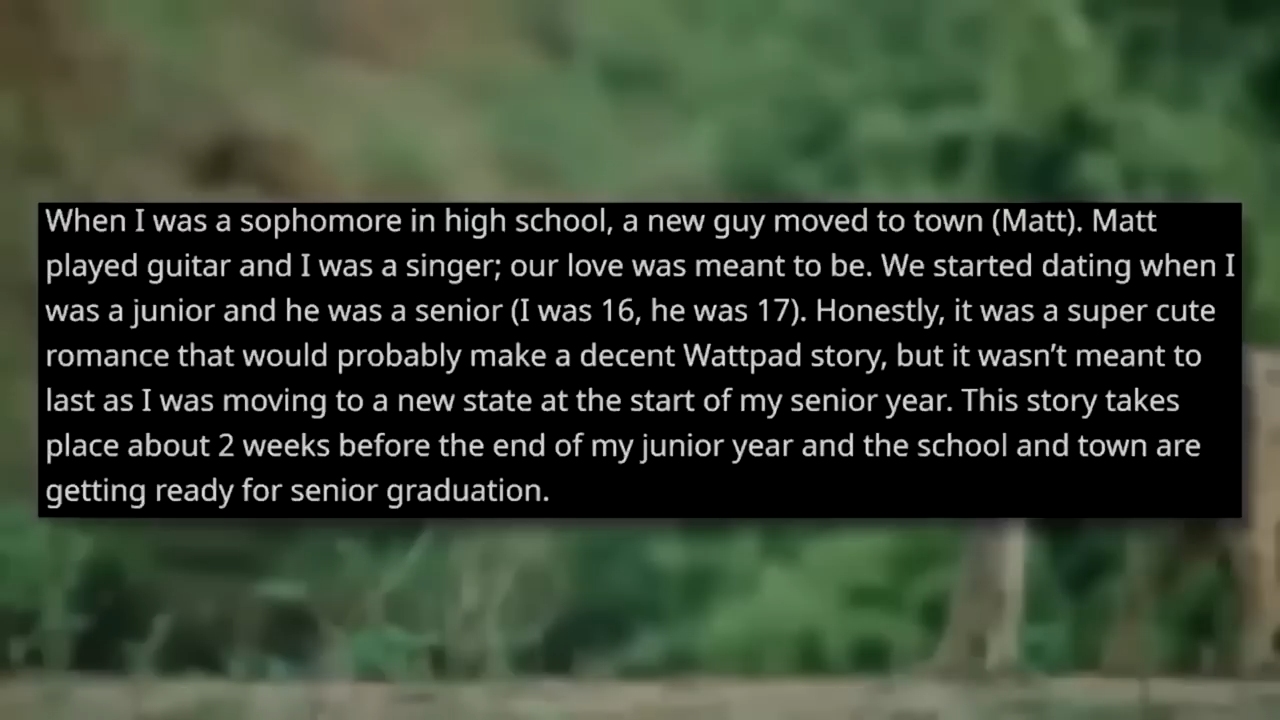 When I was a sophomore in high school, a new guy moved to town (Matt). Matt
played guitar and I was a singer; our love was meant to be. We started dating when I
was a junior and he was a senior (I was 16, he was 17). Honestly, it was a super cute
romance that would probably make a decent Wattpad story, but it wasn’t meant to
last as I was moving to a new state at the start of my senior year. This story takes
place about 2 weeks before the end of my junior year and the school and town are
getting ready for senior graduation.